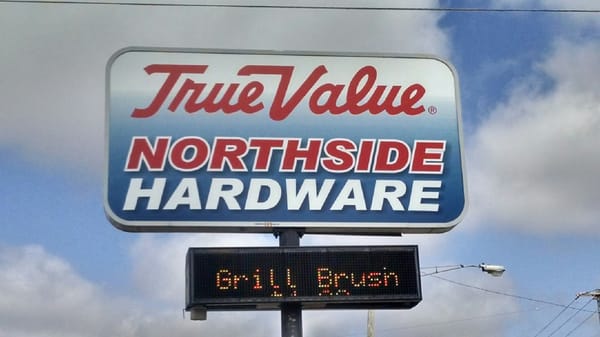 True Value®
NORTHSIDE
HARDWARE
Grill Brush